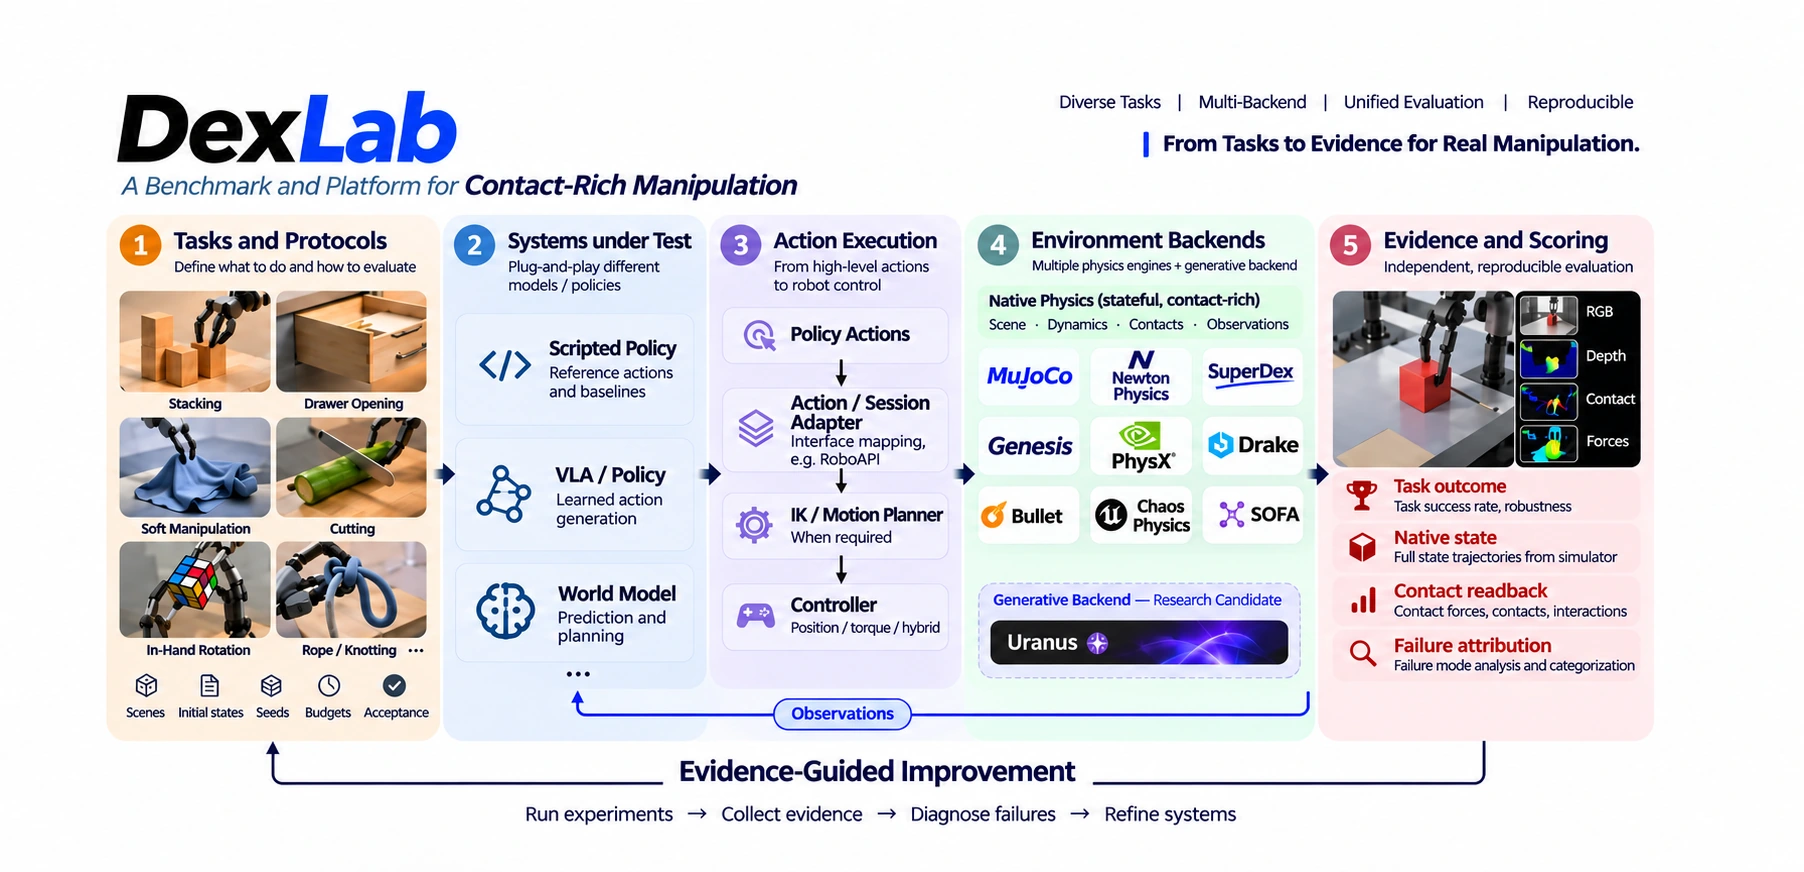 DexLab
A Benchmark and Platform for Contact-Rich Manipulation
Diverse Tasks | Multi-Backend | Unified Evaluation | Reproducible
From Tasks to Evidence for Real Manipulation.
1 Tasks and Protocols
Define what to do and how to evaluate
Stacking
Drawer Opening
Soft Manipulation
Cutting
In-Hand Rotation
Rope / Knotting ...
Scenes
Initial states
Seeds
Budgets
Acceptance
2 Systems under Test
Plug-and-play different
models / policies
</> Scripted Policy
Reference actions
and baselines
VLA / Policy
Learned action
generation
World Model
Prediction and
planning
...
3 Action Execution
From high-level actions
to robot control
Policy Actions
Action / Session
Adapter
Interface mapping,
e.g. RoboAPI
IK / Motion Planner
When required
Controller
Position / torque / hybrid
4 Environment Backends
Multiple physics engines + generative backend
Native Physics (stateful, contact-rich)
Scene · Dynamics · Contacts · Observations
MuJoCo
N
Newton
Physics
SuperDex
Genesis
PhysX
Drake
Bullet
Chaos
Physics
SOFA
Generative Backend — Research Candidate
Uranus
Observations
5 Evidence and Scoring
Independent, reproducible evaluation
RGB
Depth
Contact
Forces
Task outcome
Task success rate, robustness
Native state
Full state trajectories from simulator
Contact readback
Contact forces, contacts, interactions
Failure attribution
Failure mode analysis and categorization
Evidence-Guided Improvement
Run experiments → Collect evidence → Diagnose failures → Refine systems